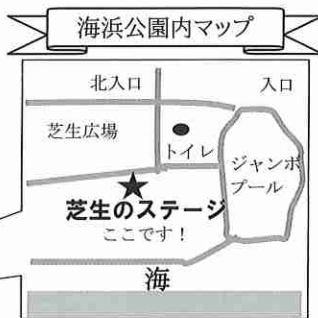 海浜公園内マップ
北入口
入口
芝生広場
トイレ
ジャンボ
プール
芝生のステージ
ここです！
海